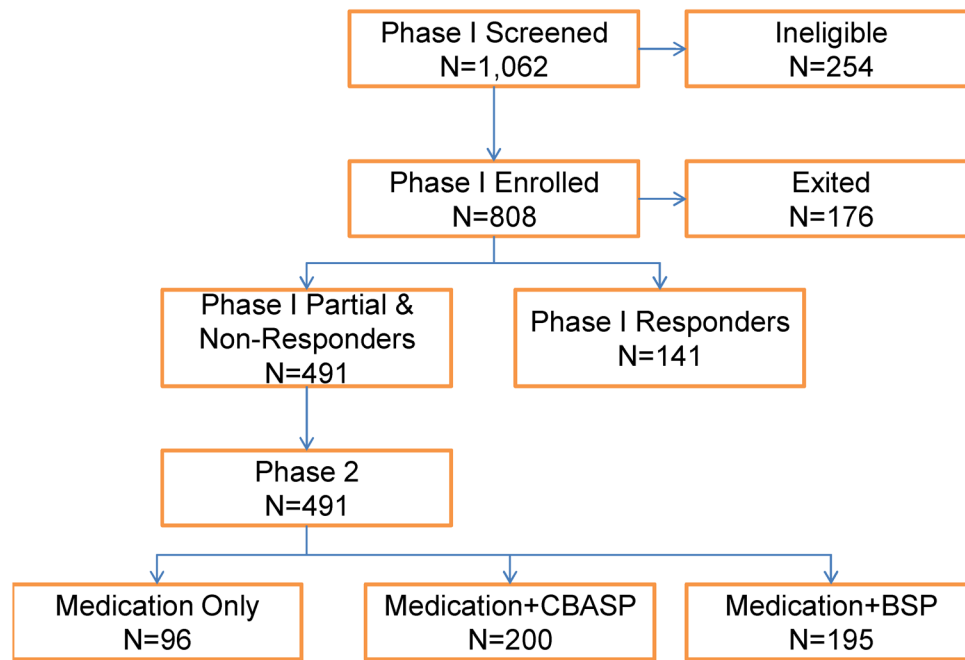 Phase I Screened
N=1,062
Ineligible
N=254
Phase I Enrolled
N=808
Exited
N=176
Phase I Partial &
Non-Responders
N=491
Phase I Responders
N=141
Phase 2
N=491
Medication Only
N=96
Medication+CBASP
N=200
Medication+BSP
N=195